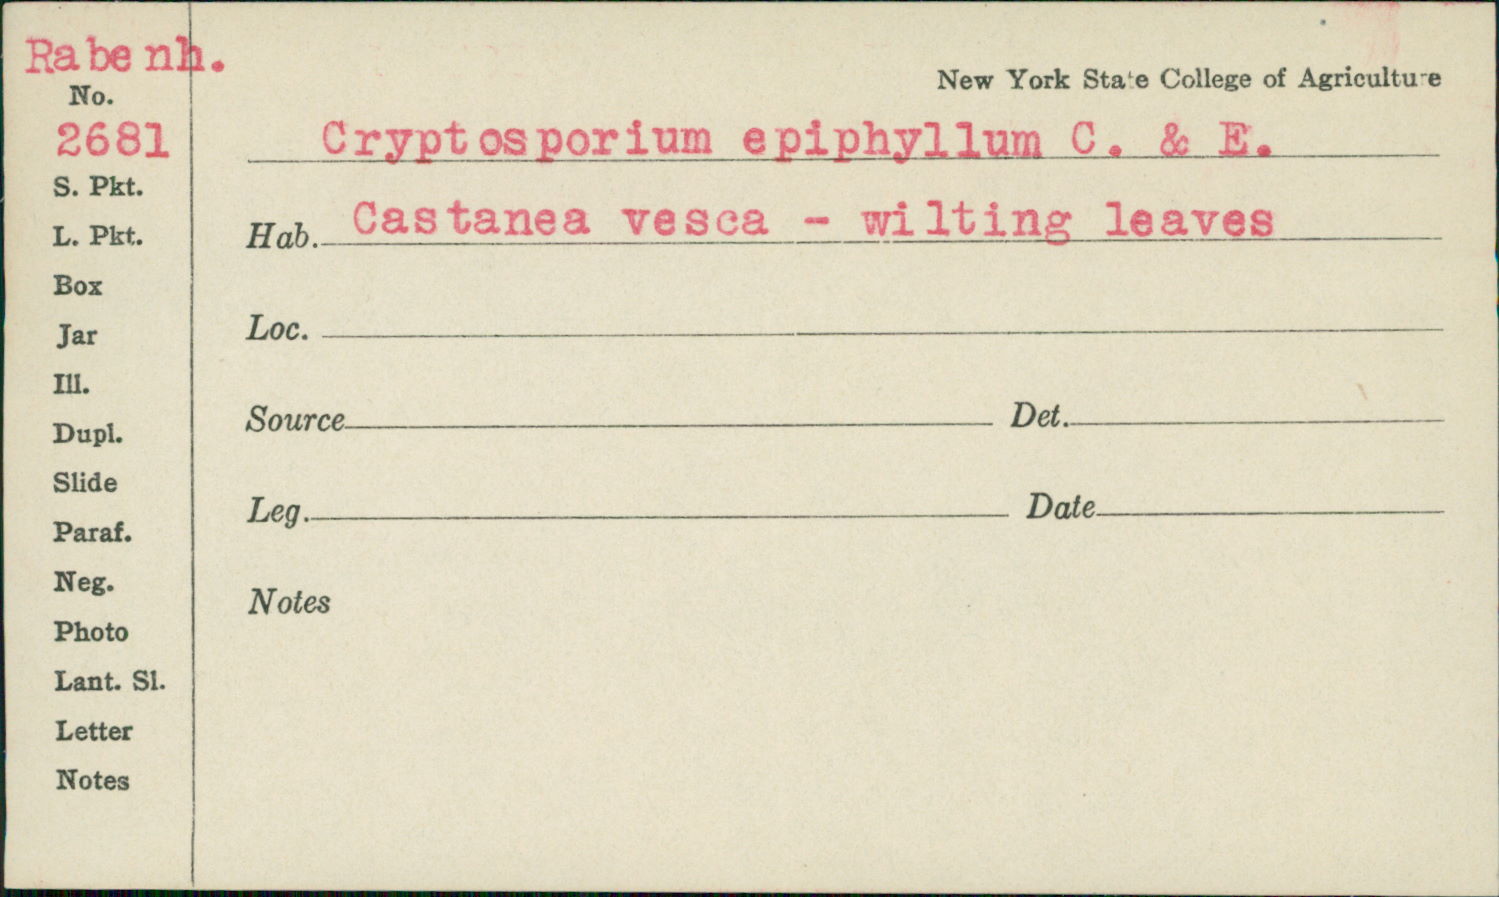 Rabenh.
New York State College of Agriculture
No.
2681
Cryptosporium epiphyllum C. & E.
S. Pkt.
L. Pkt.
Hab. Castanea vesca - wilting leaves
Box
Jar
Loc.
Ill.
Dupl.
Source Det.
Slide
Leg. Date
Paraf.
Neg.
Notes
Photo
Lant. Sl.
Letter
Notes